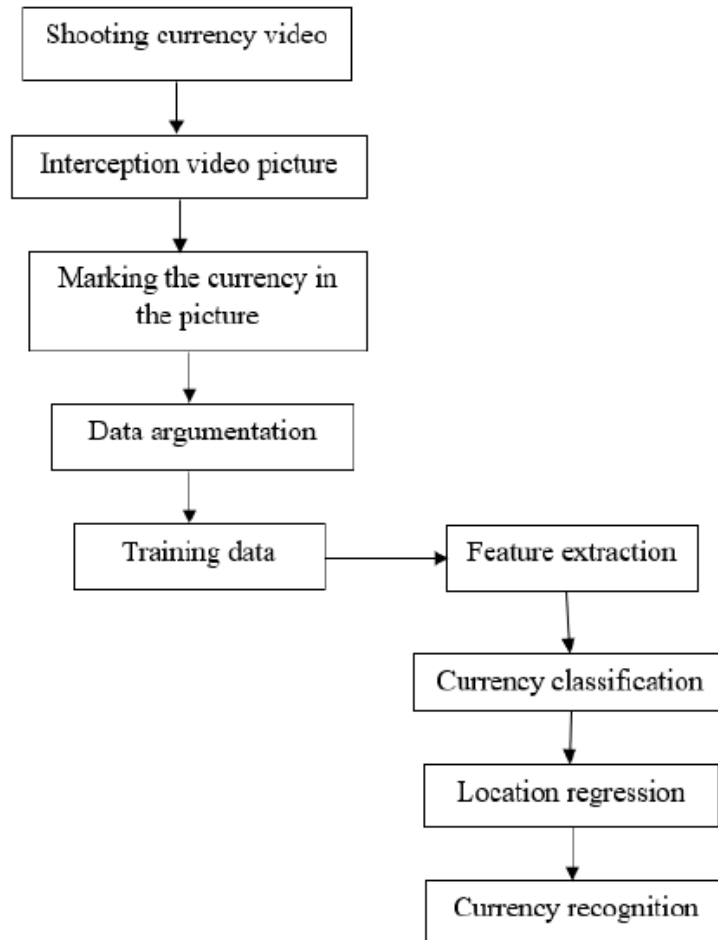 Shooting currency video
Interception video picture
Marking the currency in
the picture
Data argumentation
Training data
Feature extraction
Currency classification
Location regression
Currency recognition